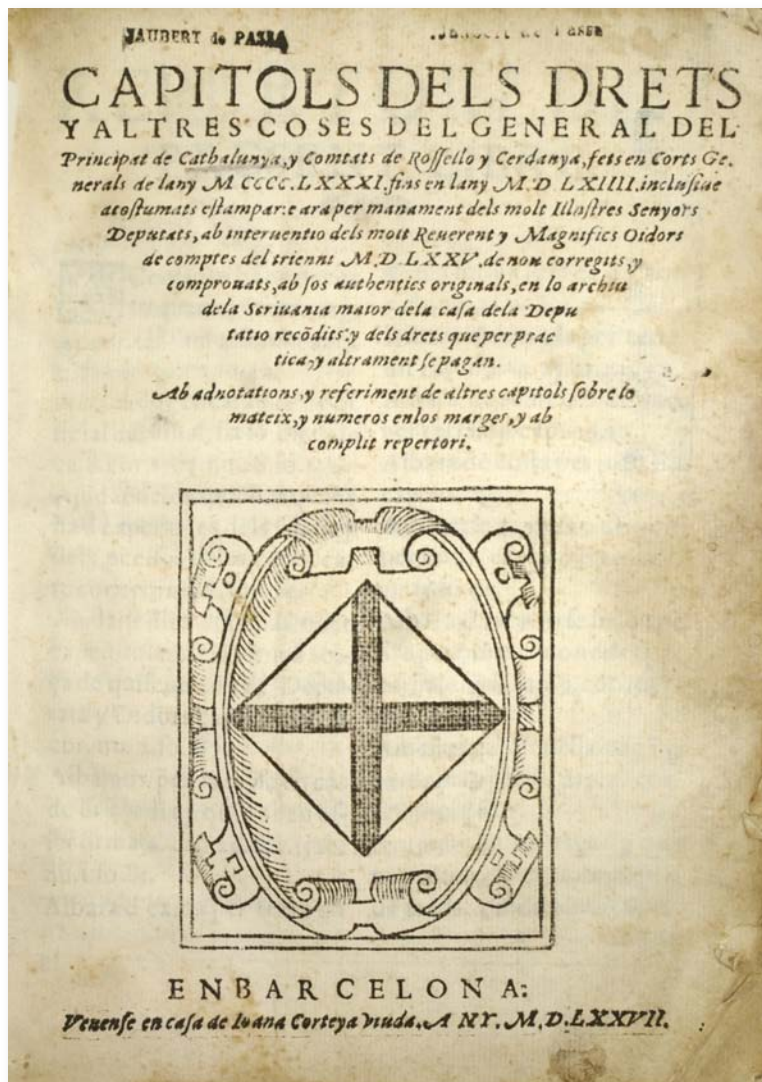 JAUBERT de PASSA
JAUBERT de PASSA
CAPITOLS DELS DRETS
Y ALTRES COSES DEL GENERAL DEL
Principat de Cathalunya, y Comtats de Roſſello y Cerdanya, fets en Corts Ge.
nerals de lany M CCCC. LXXXI. fins en lany M. D LXIIII. incluſiue
acoſtumats eſtampar: e ara per manament dels molt Illuſtres Senyors
Deputats, ab interuentio dels molt Reuerent y Magnifics Oidors
de comptes del trienni M. D. LXXV. de nou corregits, y
comprouats, ab ſos authentics originals, en lo archiu
dela Scriuania maior dela caſa dela Depu
tatio recõdits: y dels drets que per prac
tica, y altrament ſe pagan.
Ab adnotations, y referiment de altres capitols ſobre lo
mateix, y numeros en los marges, y ab
complit repertori.
EN BARCELONA:
Venenſe en caſa de Ioana Corteya viuda. ANY. M. D. LXXVII.